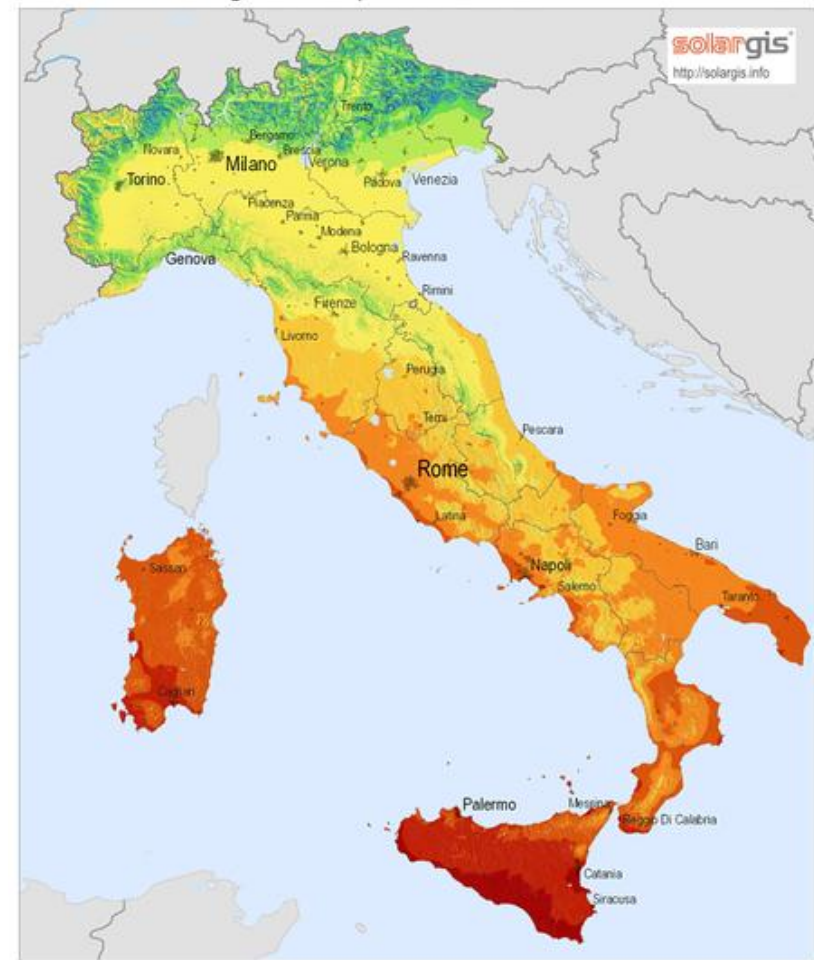 solargis
http://solargis.info
Trento
Bergamo
Novara
Brescia
Milano
Verona
Torino
Padova
Venezia
Piacenza
Parma
Modena
Bologna
Genova
Ravenna
Rimini
Firenze
Livorno
Perugia
Terni
Pescara
Rome
Latina
Foggia
Bari
Napoli
Sassari
Salerno
Taranto
Cagliari
Palermo
Messina
Reggio Di Calabria
Catania
Siracusa